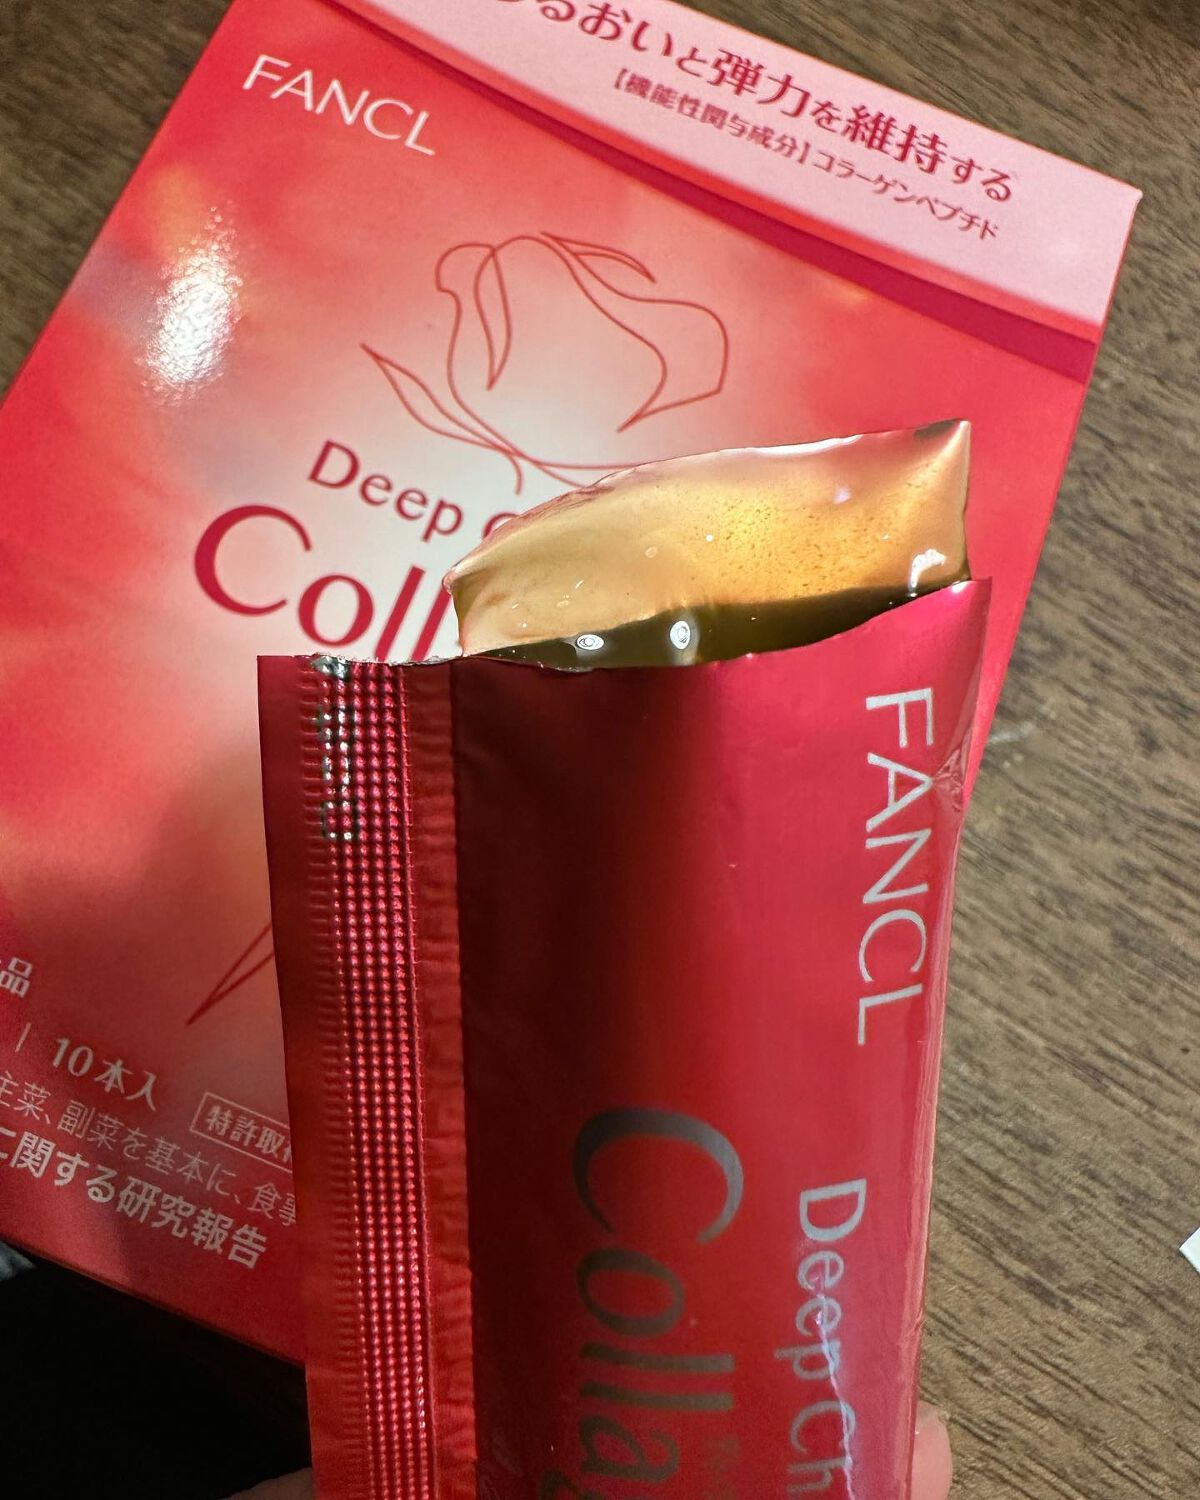 うるおいと弾力を維持する
【機能性関与成分】コラーゲンペプチド
FANCL
Deep
Coll
品
10本入
特許取
主菜、副菜を基本に、食事
に関する研究報告
FANCL
Deep Ch
Colla